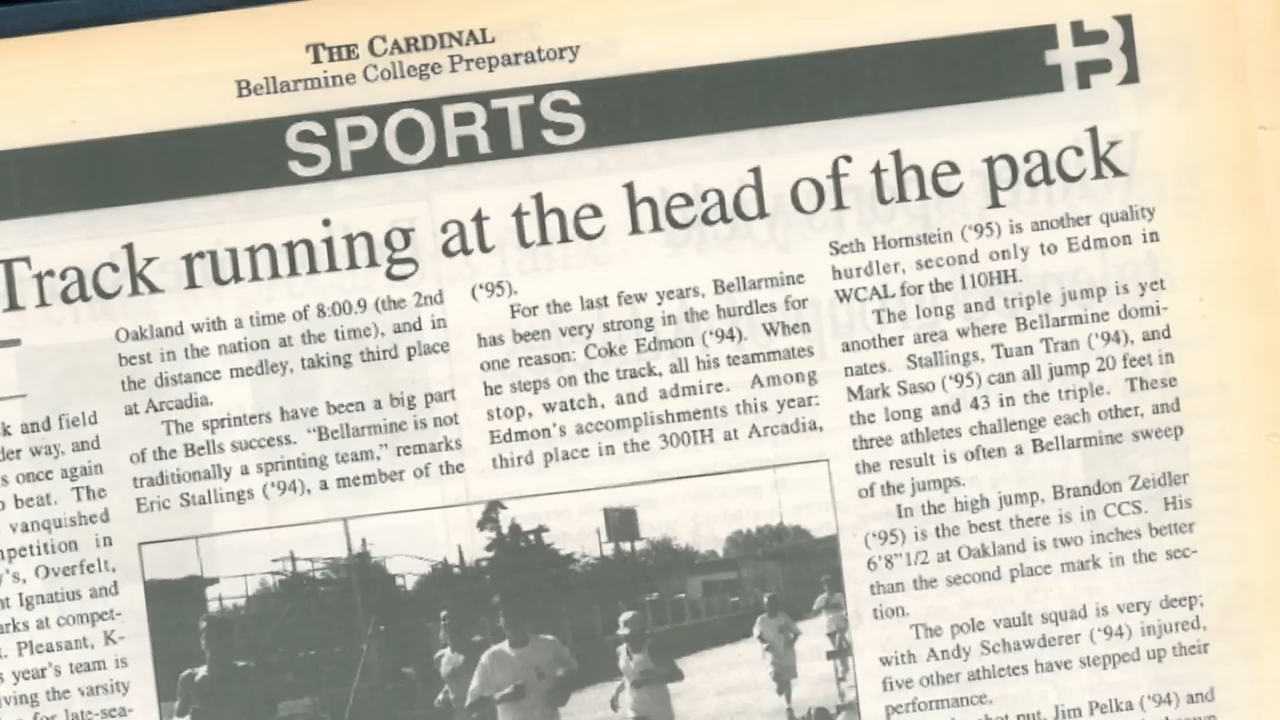 THE CARDINAL
Bellarmine College Preparatory
SPORTS
B
Track running at the head of the pack
k and field
der way, and
s once again
o beat. The
vanquished
mpetition in
y's, Overfelt,
nt Ignatius and
arks at compet-
t. Pleasant, K-
s year's team is
iving the varsity
for late-sea-
Oakland with a time of 8:00.9 (the 2nd
best in the nation at the time), and in
the distance medley, taking third place
at Arcadia.
The sprinters have been a big part
of the Bells success. "Bellarmine is not
traditionally a sprinting team," remarks
Eric Stallings ('94), a member of the
('95).
For the last few years, Bellarmine
has been very strong in the hurdles for
one reason: Coke Edmon ('94). When
he steps on the track, all his teammates
stop, watch, and admire. Among
Edmon's accomplishments this year:
third place in the 300IH at Arcadia,
Seth Hornstein ('95) is another quality
hurdler, second only to Edmon in
WCAL for the 110HH.
The long and triple jump is yet
another area where Bellarmine domi-
nates. Stallings, Tuan Tran ('94), and
Mark Saso ('95) can all jump 20 feet in
the long and 43 in the triple. These
three athletes challenge each other, and
the result is often a Bellarmine sweep
of the jumps.
In the high jump, Brandon Zeidler
('95) is the best there is in CCS. His
6'8"1/2 at Oakland is two inches better
than the second place mark in the sec-
tion.
The pole vault squad is very deep;
with Andy Schawderer ('94) injured,
five other athletes have stepped up their
performance.
shot put, Jim Pelka ('94) and